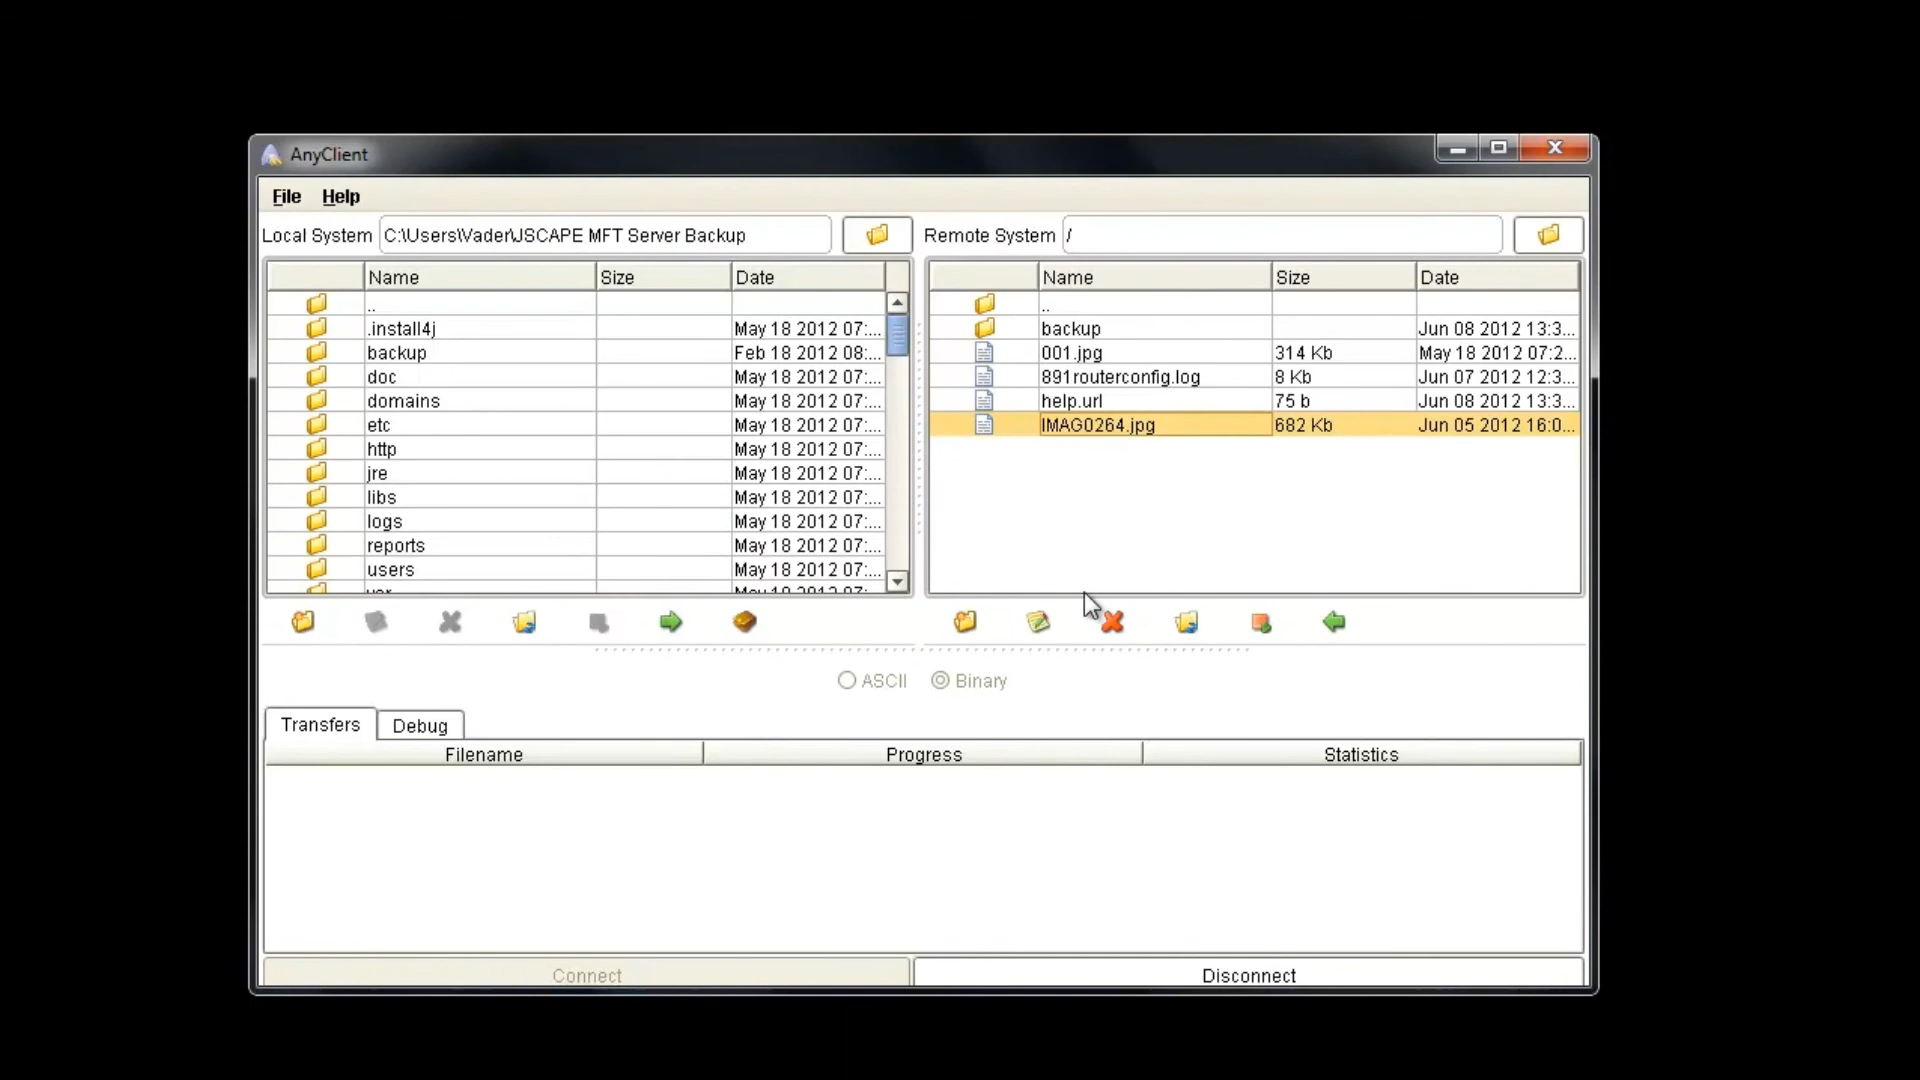 AnyClient
File Help
Local System C:\Users\Vader\JSCAPE MFT Server Backup Remote System /
Name Size Date Name Size Date
.. ..
.install4j May 18 2012 07:... backup Jun 08 2012 13:3...
backup Feb 18 2012 08:... 001.jpg 314 Kb May 18 2012 07:2...
doc May 18 2012 07:... 891routerconfig.log 8 Kb Jun 07 2012 12:3...
domains May 18 2012 07:... help.url 75 b Jun 08 2012 13:3...
etc May 18 2012 07:... IMAG0264.jpg 682 Kb Jun 05 2012 16:0...
http May 18 2012 07:...
jre May 18 2012 07:...
libs May 18 2012 07:...
logs May 18 2012 07:...
reports May 18 2012 07:...
users May 18 2012 07:...
ASCII Binary
Transfers Debug
Filename Progress Statistics
Connect Disconnect